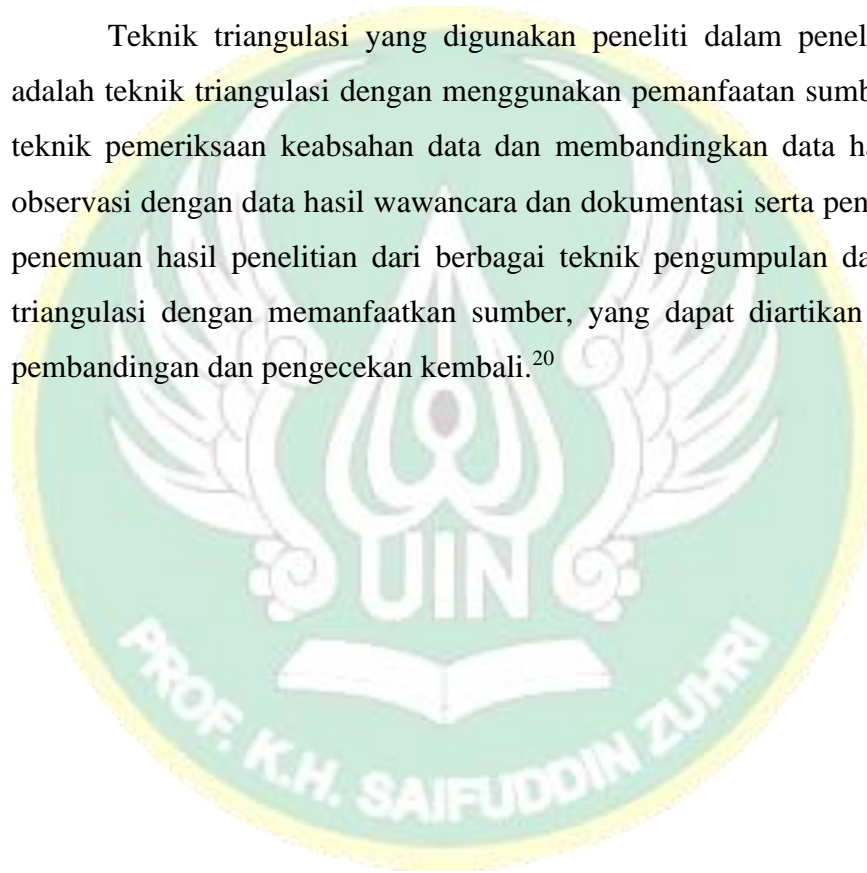 Teknik triangulasi yang digunakan peneliti dalam penel
adalah teknik triangulasi dengan menggunakan pemanfaatan sumb
teknik pemeriksaan keabsahan data dan membandingkan data ha
observasi dengan data hasil wawancara dan dokumentasi serta pen
penemuan hasil penelitian dari berbagai teknik pengumpulan da
triangulasi dengan memanfaatkan sumber, yang dapat diartikan
pembandingan dan pengecekan kembali.20
UIN
PROF. K.H. SAIFUDDIN ZUHRI